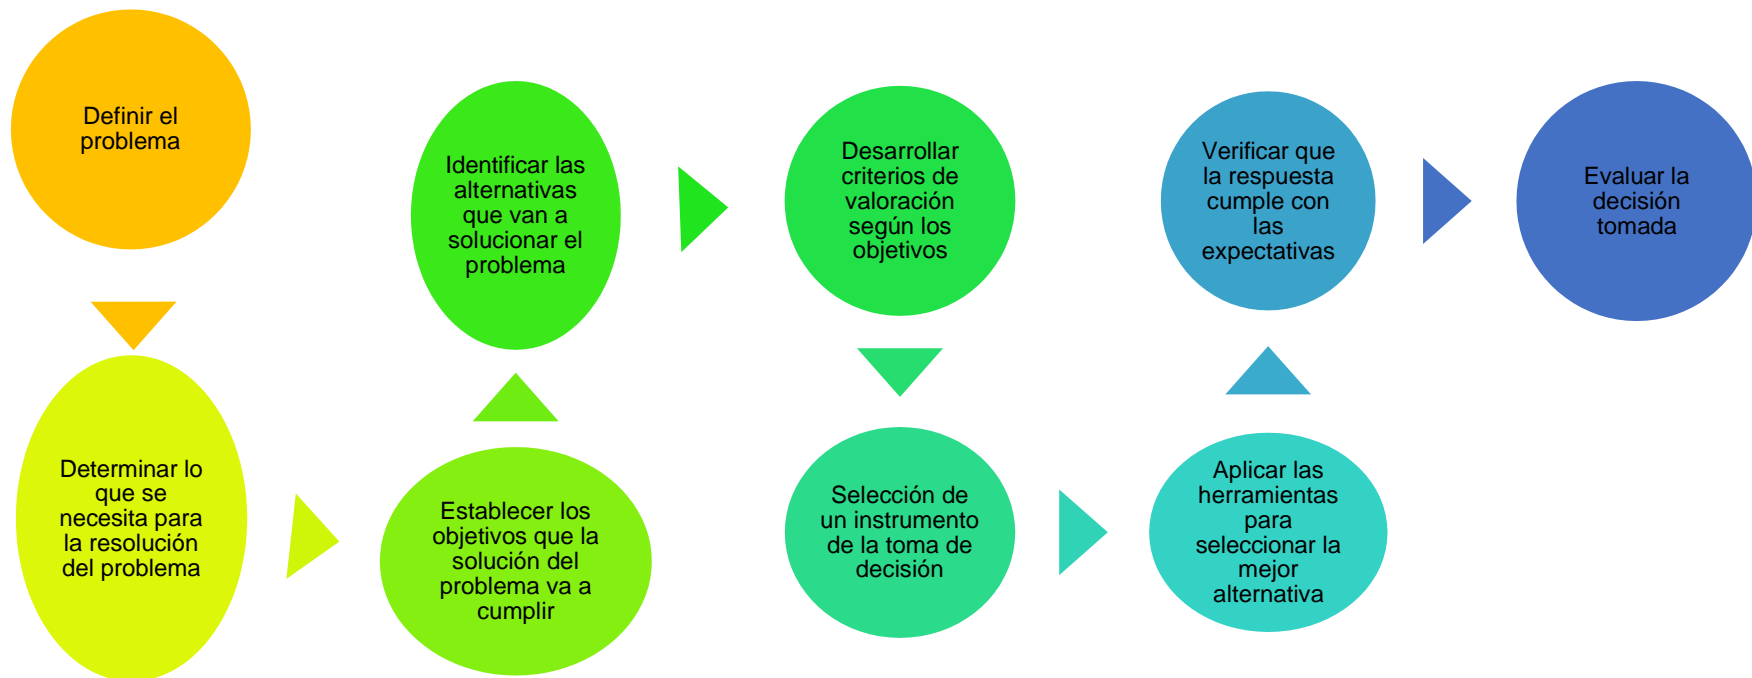 Definir el
problema
Determinar lo
que se
necesita para
la resolución
del problema
Establecer los
objetivos que la
solución del
problema va a
cumplir
Identificar las
alternativas
que van a
solucionar el
problema
Desarrollar
criterios de
valoración
según los
objetivos
Selección de
un instrumento
de la toma de
decisión
Aplicar las
herramientas
para
seleccionar la
mejor
alternativa
Verificar que
la respuesta
cumple con
las
expectativas
Evaluar la
decisión
tomada